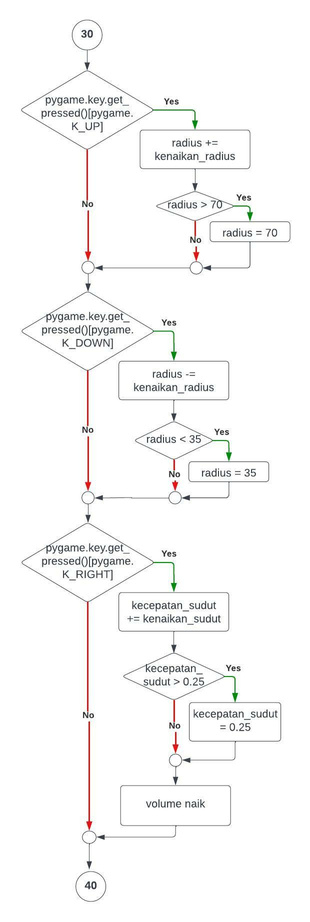 30
pygame.key.get_
pressed()[pygame.
K_UP]
Yes
radius +=
kenaikan_radius
No
radius > 70
Yes
No
radius = 70
pygame.key.get_
pressed()[pygame.
K_DOWN]
Yes
radius -=
kenaikan_radius
No
radius < 35
Yes
No
radius = 35
pygame.key.get_
pressed()[pygame.
K_RIGHT]
Yes
kecepatan_sudut
+= kenaikan_sudut
kecepatan_
sudut > 0.25
Yes
No
No
kecepatan_sudut
= 0.25
volume naik
40